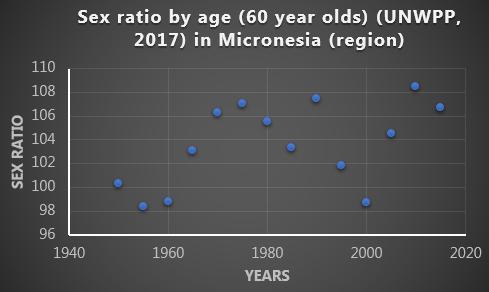 Sex ratio by age (60 year olds) (UNWPP,
2017) in Micronesia (region)
110
108
106
104
102
100
98
96
SEX RATIO
1940 1960 1980 2000 2020
YEARS